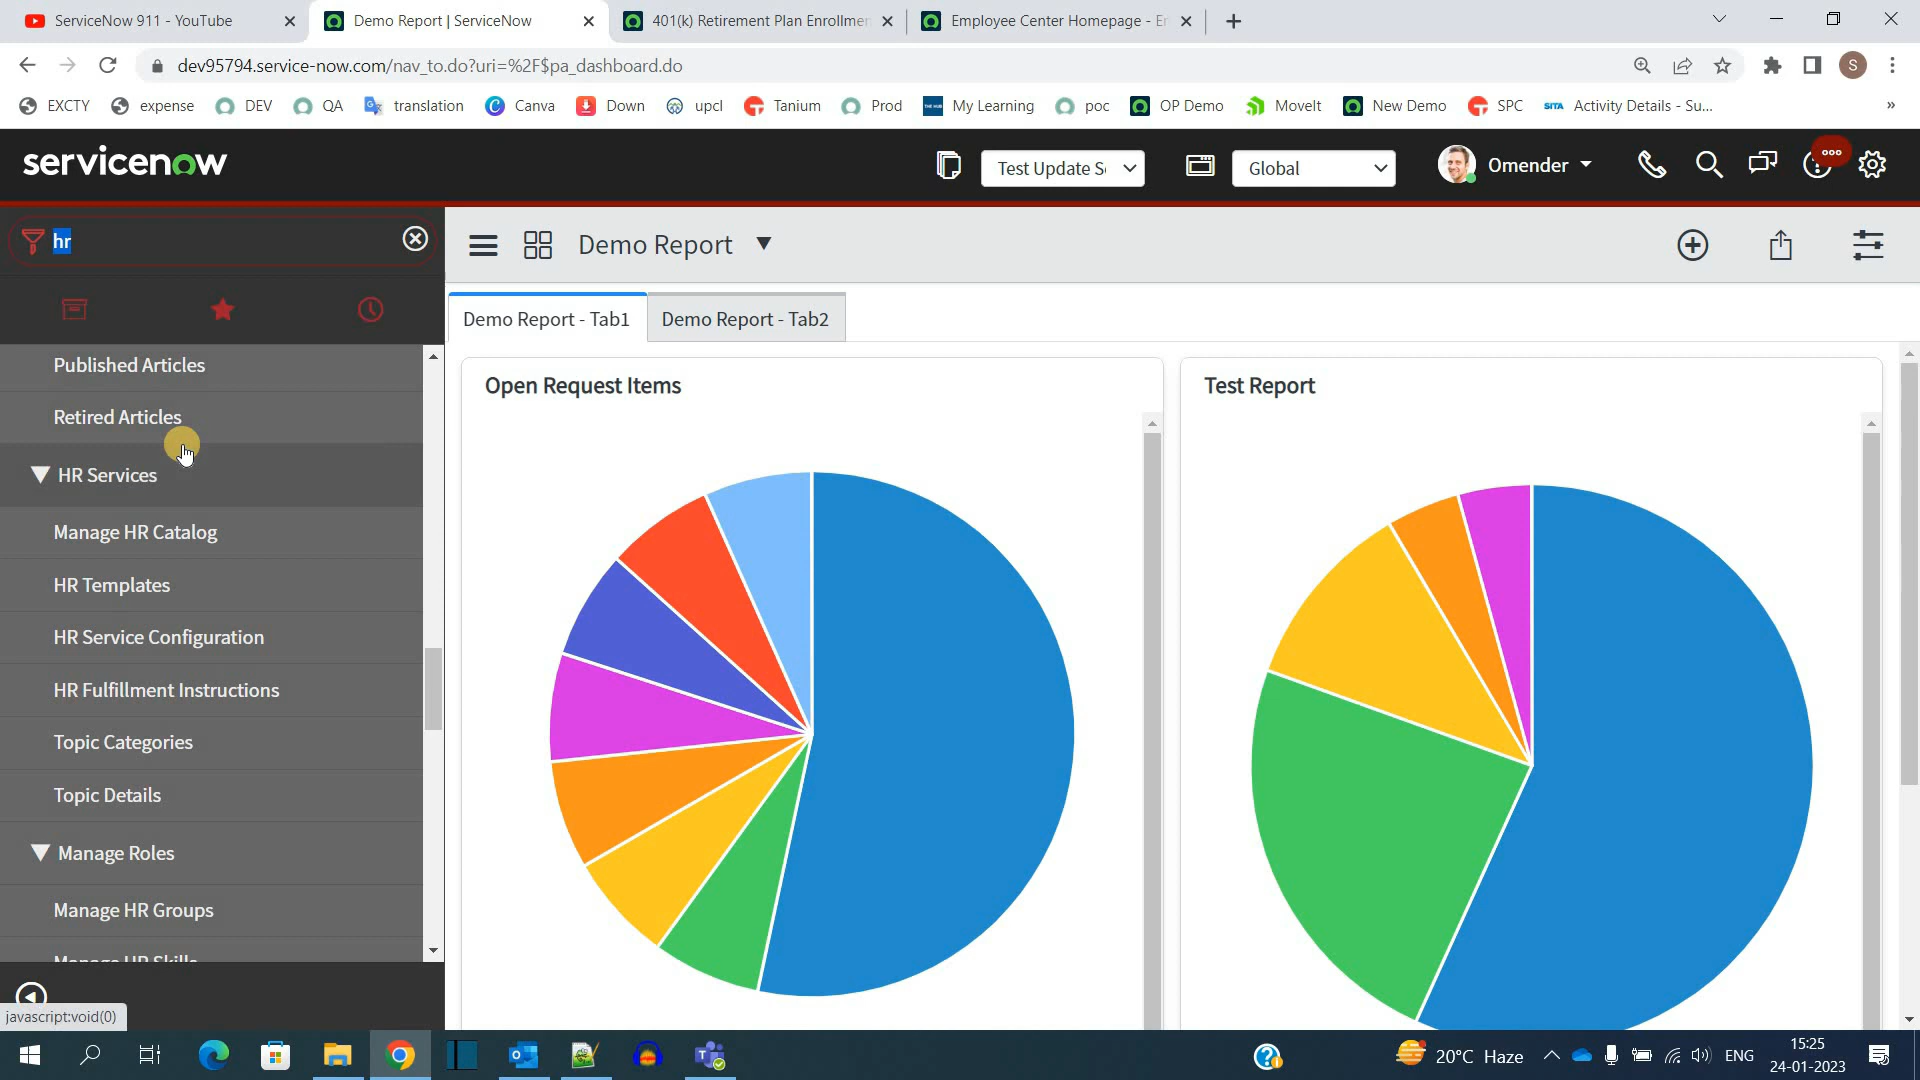 ServiceNow 911 - YouTube
Demo Report | ServiceNow
401(k) Retirement Plan Enrollmen
Employee Center Homepage - En
dev95794.service-now.com/nav_to.do?uri=%2F$pa_dashboard.do
S
EXCTY
expense
DEV
QA
translation
Canva
Down
upcl
Tanium
Prod
My Learning
poc
OP Demo
MoveIt
New Demo
SPC
SITA
Activity Details - Su...
»
servicenow
Test Update S
Global
Omender
hr
Demo Report
Demo Report - Tab1
Demo Report - Tab2
Published Articles
Retired Articles
HR Services
Manage HR Catalog
HR Templates
HR Service Configuration
HR Fulfillment Instructions
Topic Categories
Topic Details
Manage Roles
Manage HR Groups
Manage HR Skills
Open Request Items
Test Report
javascript:void(0)
20°C Haze
ENG
15:25
24-01-2023